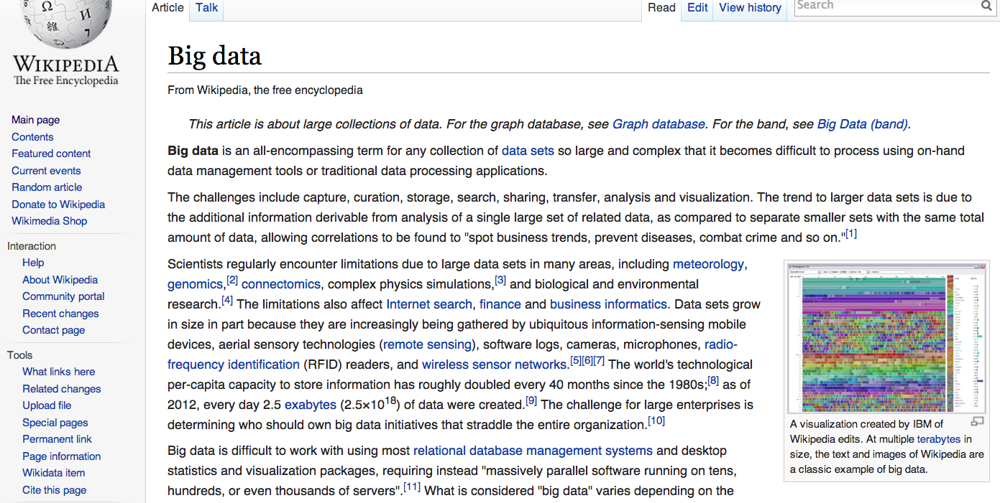 Article Talk Read Edit View history Search
WIKIPEDIA
The Free Encyclopedia
Main page
Contents
Featured content
Current events
Random article
Donate to Wikipedia
Wikimedia Shop
Interaction
Help
About Wikipedia
Community portal
Recent changes
Contact page
Tools
What links here
Related changes
Upload file
Special pages
Permanent link
Page information
Wikidata item
Cite this page
Big data
From Wikipedia, the free encyclopedia
This article is about large collections of data. For the graph database, see Graph database. For the band, see Big Data (band).
Big data is an all-encompassing term for any collection of data sets so large and complex that it becomes difficult to process using on-hand
data management tools or traditional data processing applications.
The challenges include capture, curation, storage, search, sharing, transfer, analysis and visualization. The trend to larger data sets is due to
the additional information derivable from analysis of a single large set of related data, as compared to separate smaller sets with the same total
amount of data, allowing correlations to be found to "spot business trends, prevent diseases, combat crime and so on."[1]
Scientists regularly encounter limitations due to large data sets in many areas, including meteorology,
genomics,[2] connectomics, complex physics simulations,[3] and biological and environmental
research.[4] The limitations also affect Internet search, finance and business informatics. Data sets grow
in size in part because they are increasingly being gathered by ubiquitous information-sensing mobile
devices, aerial sensory technologies (remote sensing), software logs, cameras, microphones, radio-
frequency identification (RFID) readers, and wireless sensor networks.[5][6][7] The world's technological
per-capita capacity to store information has roughly doubled every 40 months since the 1980s;[8] as of
2012, every day 2.5 exabytes (2.5×10¹⁸) of data were created.[9] The challenge for large enterprises is
determining who should own big data initiatives that straddle the entire organization.[10]
Big data is difficult to work with using most relational database management systems and desktop
statistics and visualization packages, requiring instead "massively parallel software running on tens,
hundreds, or even thousands of servers".[11] What is considered "big data" varies depending on the
A visualization created by IBM of
Wikipedia edits. At multiple terabytes in
size, the text and images of Wikipedia are
a classic example of big data.